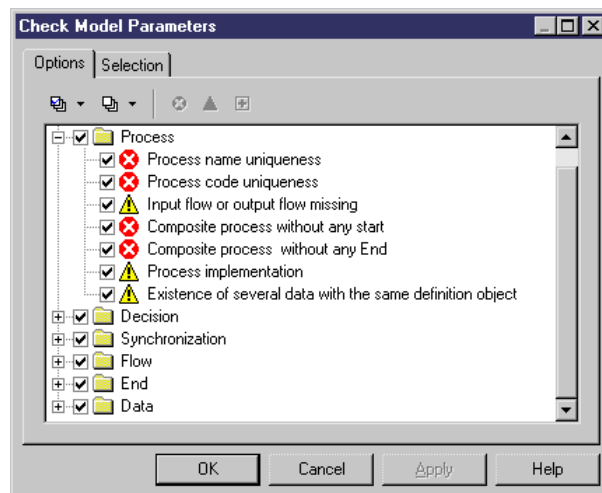 Check Model Parameters
Options Selection
Process
Process name uniqueness
Process code uniqueness
Input flow or output flow missing
Composite process without any start
Composite process  without any End
Process implementation
Existence of several data with the same definition object
Decision
Synchronization
Flow
End
Data
OK Cancel Apply Help